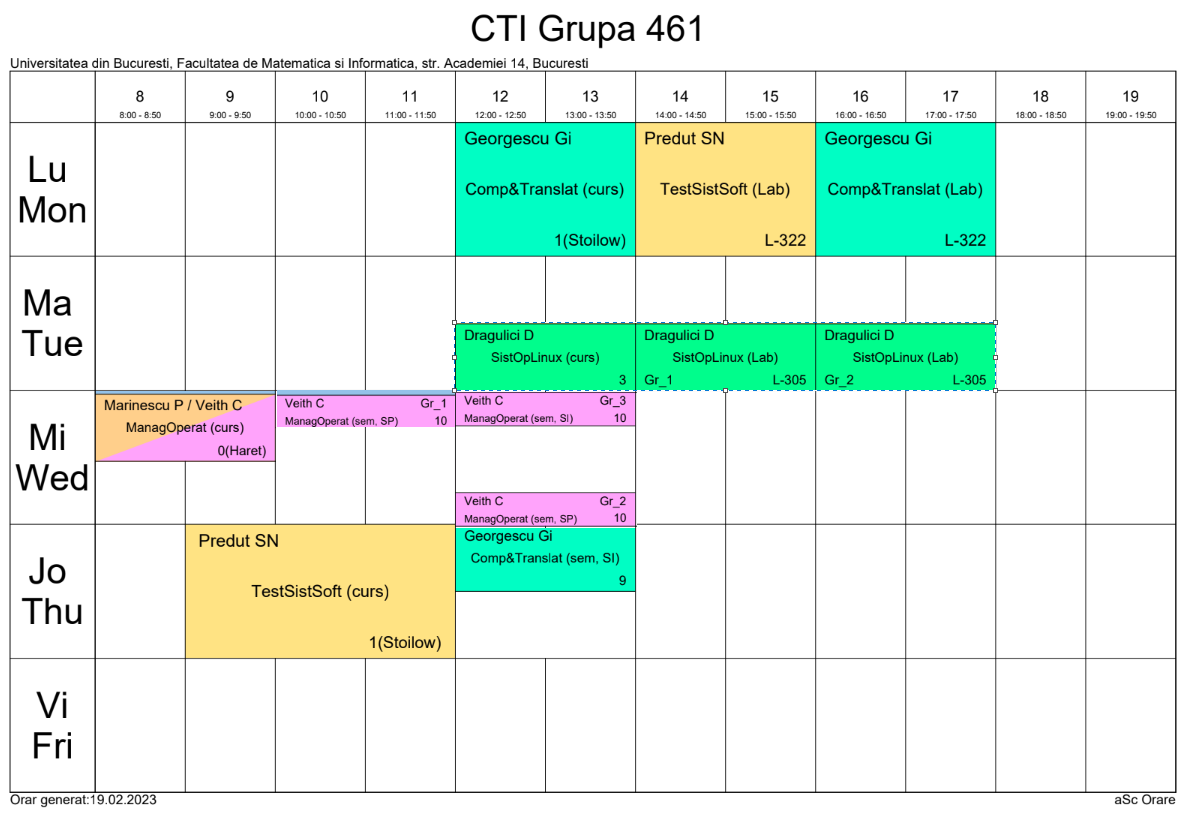 CTI Grupa 461
Universitatea din Bucuresti, Facultatea de Matematica si Informatica, str. Academiei 14, Bucuresti
8 9 10 11 12 13 14 15 16 17 18 19
8:00 - 8:50 9:00 - 9:50 10:00 - 10:50 11:00 - 11:50 12:00 - 12:50 13:00 - 13:50 14:00 - 14:50 15:00 - 15:50 16:00 - 16:50 17:00 - 17:50 18:00 - 18:50 19:00 - 19:50
Lu
Mon
Georgescu Gi
Comp&Translat (curs)
1(Stoilow)
Predut SN
TestSistSoft (Lab)
L-322
Georgescu Gi
Comp&Translat (Lab)
L-322
Ma
Tue
Dragulici D
SistOpLinux (curs)
3
Dragulici D
SistOpLinux (Lab)
Gr_1 L-305
Dragulici D
SistOpLinux (Lab)
Gr_2 L-305
Mi
Wed
Marinescu P / Veith C
ManagOperat (curs)
0(Haret)
Veith C Gr_1
ManagOperat (sem, SP) 10
Veith C Gr_3
ManagOperat (sem, SI) 10
Veith C Gr_2
ManagOperat (sem, SP) 10
Jo
Thu
Predut SN
TestSistSoft (curs)
1(Stoilow)
Georgescu Gi
Comp&Translat (sem, SI)
9
Vi
Fri
Orar generat:19.02.2023
aSc Orare